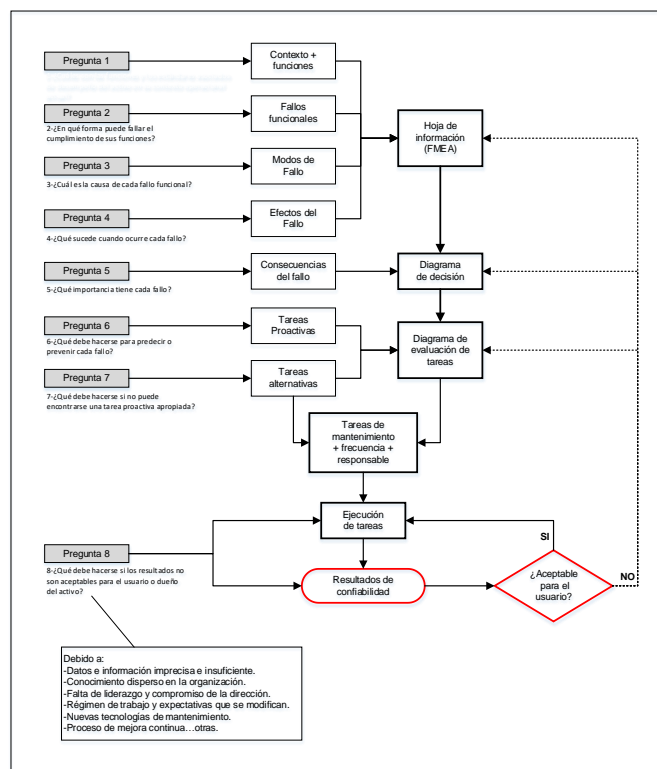 Pregunta 1
Contexto +
funciones
Pregunta 2
2-¿En qué forma puede fallar el
cumplimiento de sus funciones?
Fallos
funcionales
Hoja de
información
(FMEA)
Pregunta 3
3-¿Cuál es la causa de cada fallo funcional?
Modos de
Fallo
Pregunta 4
4-¿Qué sucede cuando ocurre cada fallo?
Efectos del
Fallo
Pregunta 5
5-¿Qué importancia tiene cada fallo?
Consecuencias
del fallo
Diagrama
de decisión
Pregunta 6
6-¿Qué debe hacerse para predecir o
prevenir cada fallo?
Tareas
Proactivas
Diagrama de
evaluación de
tareas
Pregunta 7
7-¿Qué debe hacerse si no puede
encontrarse una tarea proactiva apropiada?
Tareas
alternativas
Tareas de
mantenimiento
+ frecuencia +
responsable
Ejecución
de tareas
SI
Pregunta 8
8-¿Qué debe hacerse si los resultados no
son aceptables para el usuario o dueño
del activo?
Resultados de
confiabilidad
¿Aceptable
para el
usuario?
NO
Debido a:
-Datos e información imprecisa e insuficiente.
-Conocimiento disperso en la organización.
-Falta de liderazgo y compromiso de la dirección.
-Régimen de trabajo y expectativas que se modifican.
-Nuevas tecnologías de mantenimiento.
-Proceso de mejora continua…otras.